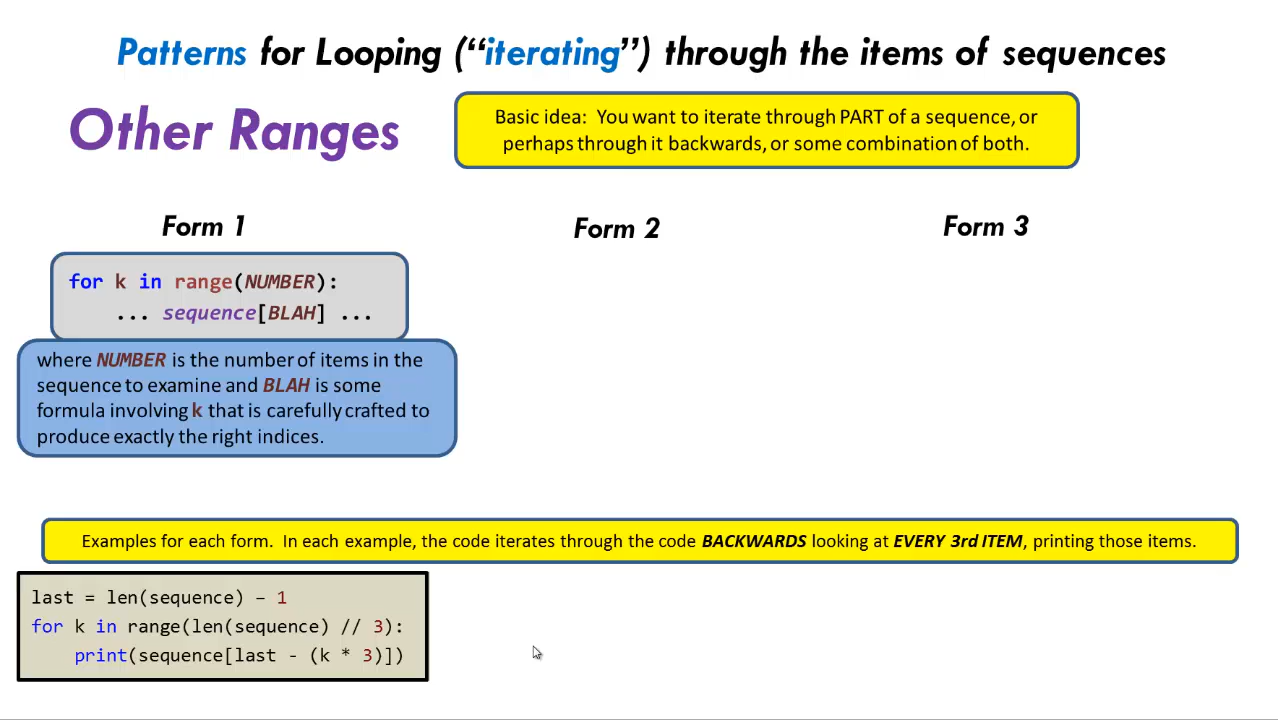 Patterns for Looping (“iterating”) through the items of sequences
Other Ranges
Basic idea: You want to iterate through PART of a sequence, or
perhaps through it backwards, or some combination of both.
Form 1
Form 2
Form 3
for k in range(NUMBER):
... sequence[BLAH] ...
where NUMBER is the number of items in the
sequence to examine and BLAH is some
formula involving k that is carefully crafted to
produce exactly the right indices.
Examples for each form. In each example, the code iterates through the code BACKWARDS looking at EVERY 3rd ITEM, printing those items.
last = len(sequence) – 1
for k in range(len(sequence) // 3):
print(sequence[last - (k * 3)])